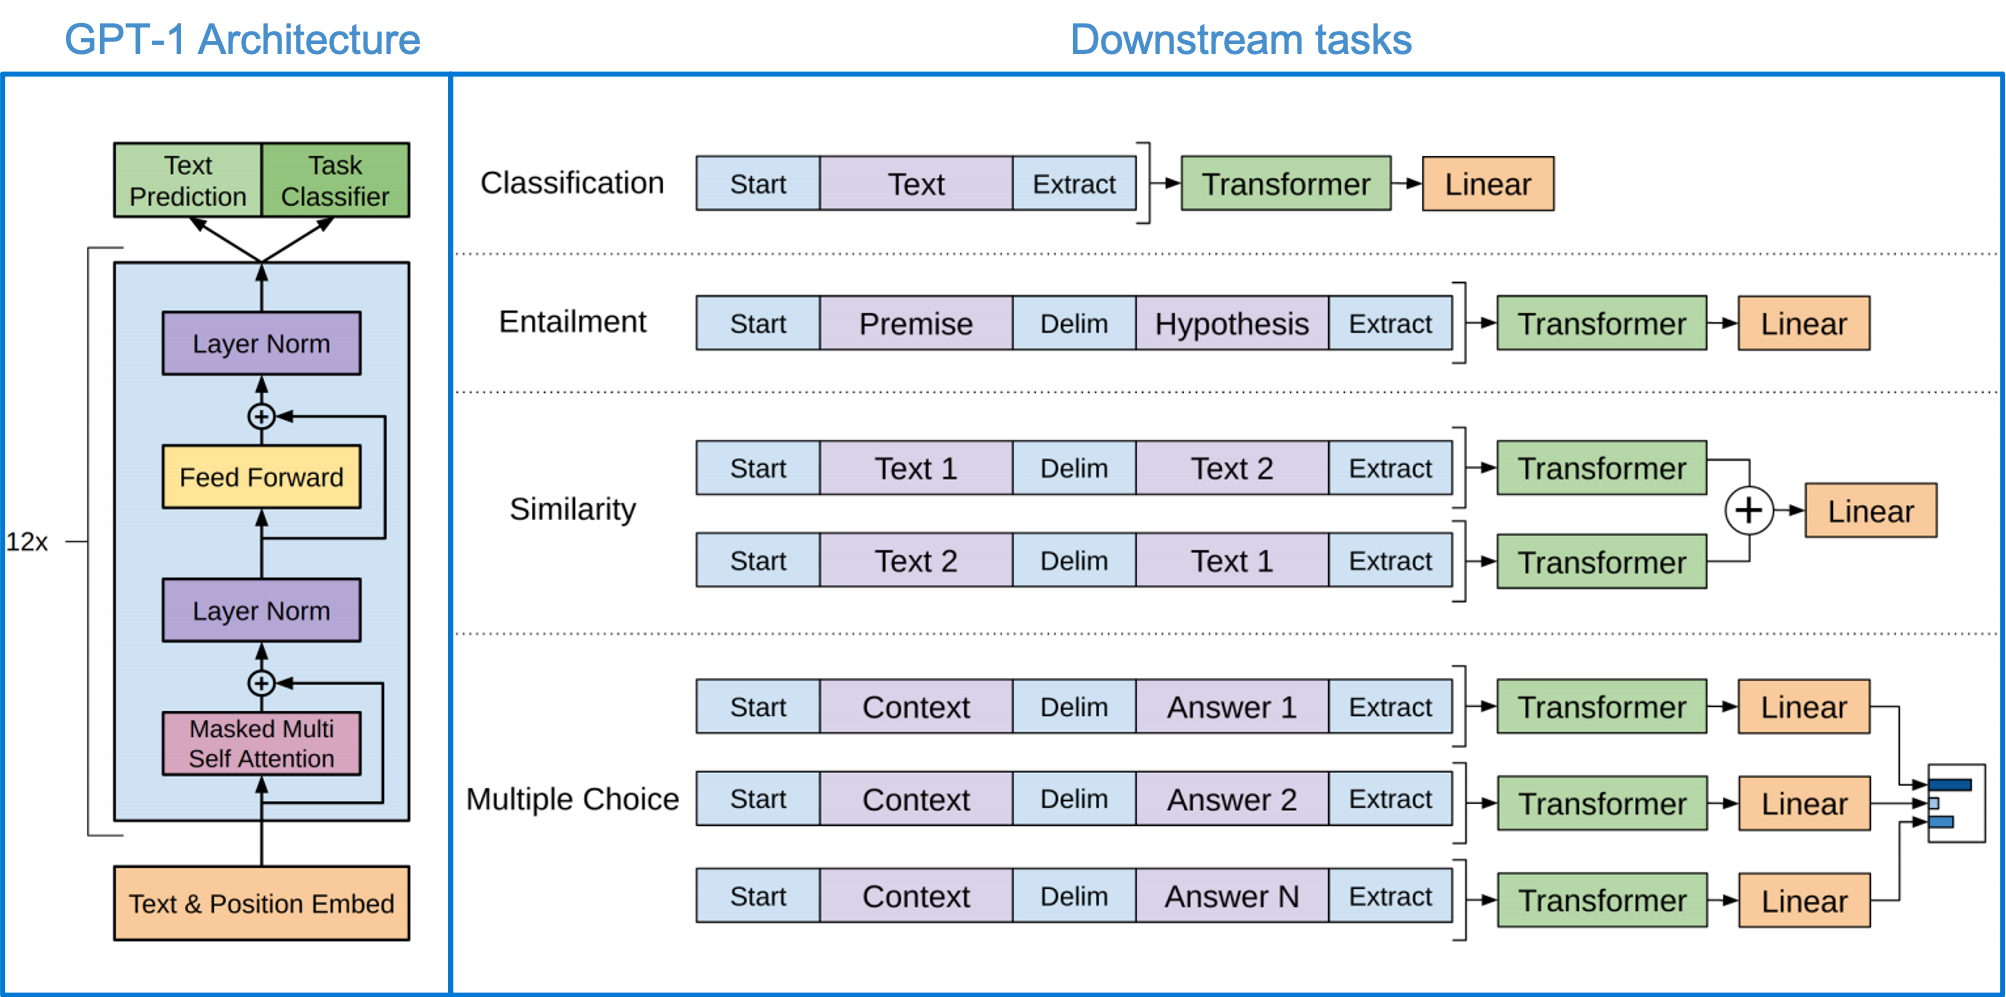 GPT-1 Architecture
Downstream tasks
Text
Prediction
Task
Classifier
Layer Norm
Feed Forward
12x
Layer Norm
Masked Multi
Self Attention
Text & Position Embed
Classification
Start Text Extract Transformer Linear
Entailment
Start Premise Delim Hypothesis Extract Transformer Linear
Similarity
Start Text 1 Delim Text 2 Extract Transformer
Start Text 2 Delim Text 1 Extract Transformer
+ Linear
Multiple Choice
Start Context Delim Answer 1 Extract Transformer Linear
Start Context Delim Answer 2 Extract Transformer Linear
Start Context Delim Answer N Extract Transformer Linear